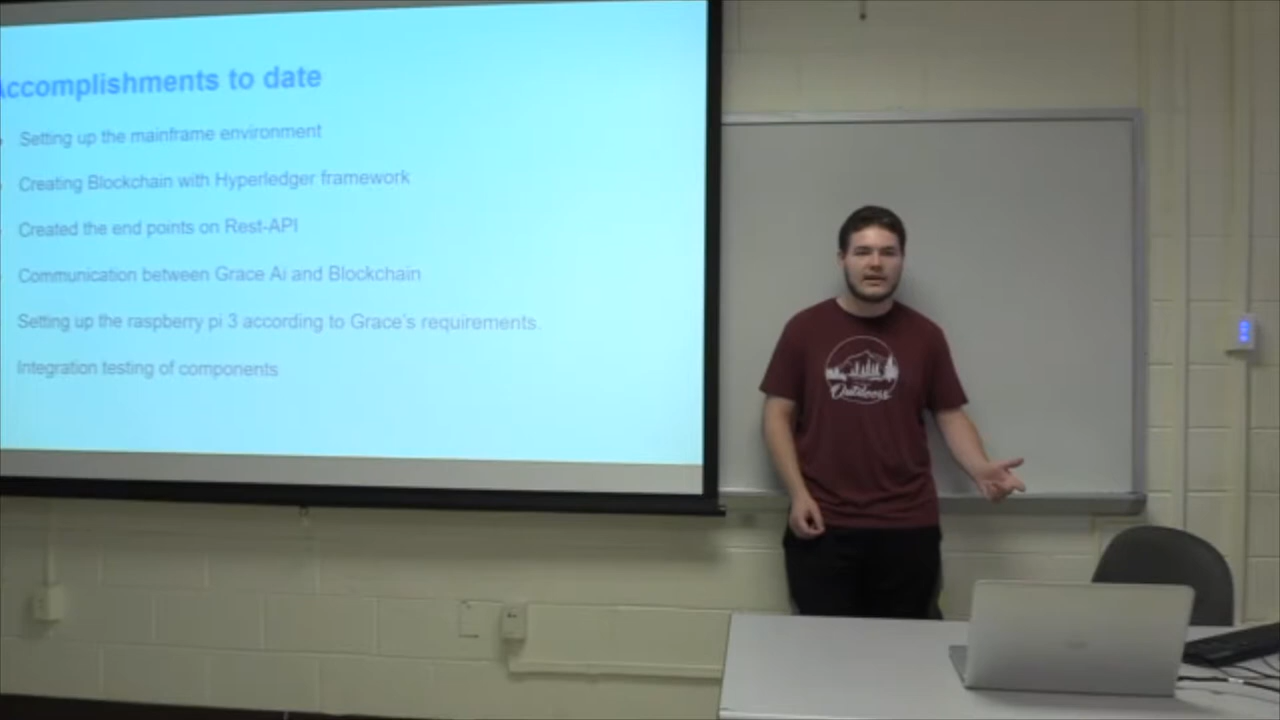 Accomplishments to date
Setting up the mainframe environment
Creating Blockchain with Hyperledger framework
Created the end points on Rest-API
Communication between Grace Ai and Blockchain
Setting up the raspberry pi 3 according to Grace's requirements.
Integration testing of components
Outdoors